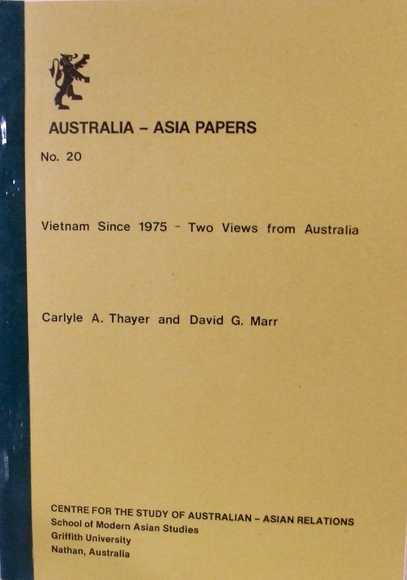 AUSTRALIA – ASIA PAPERS
No. 20
Vietnam Since 1975 - Two Views from Australia
Carlyle A. Thayer and David G. Marr
CENTRE FOR THE STUDY OF AUSTRALIAN – ASIAN RELATIONS
School of Modern Asian Studies
Griffith University
Nathan, Australia